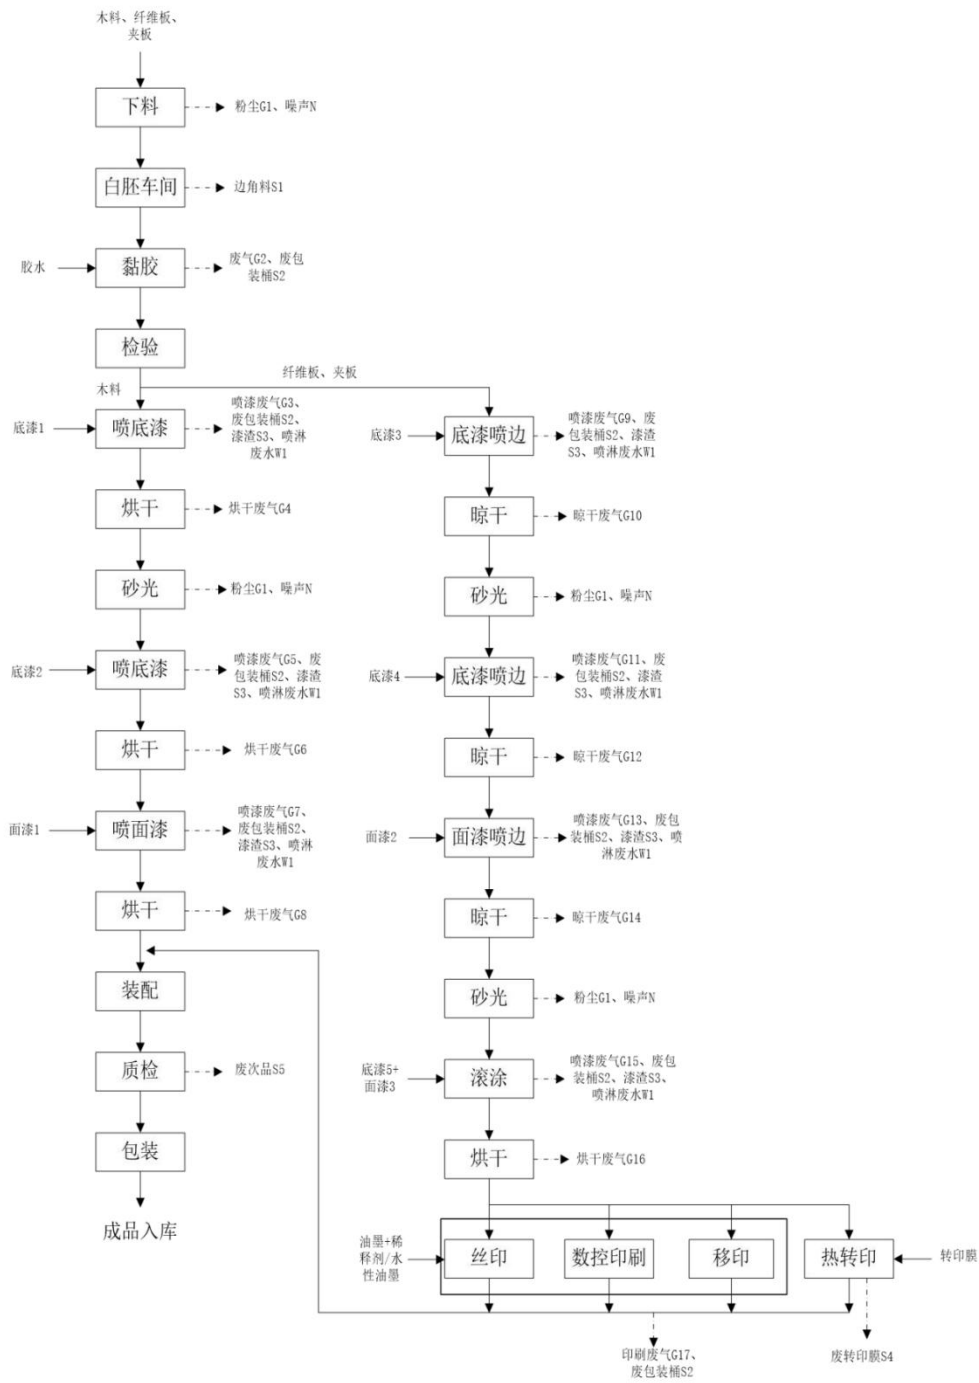 木料、纤维板、
夹板
下料
粉尘G1、噪声N
白胚车间
边角料S1
胶水
黏胶
废气G2、废包
装桶S2
检验
木料
纤维板、夹板
底漆1
喷底漆
喷漆废气G3、
废包装桶S2、
漆渣S3、喷淋
废水W1
烘干
烘干废气G4
砂光
粉尘G1、噪声N
底漆2
喷底漆
喷漆废气G5、废
包装桶S2、漆渣
S3、喷淋废水W1
烘干
烘干废气G6
面漆1
喷面漆
喷漆废气G7、
废包装桶S2、
漆渣S3、喷淋
废水W1
烘干
烘干废气G8
装配
质检
废次品S5
包装
成品入库
底漆3
底漆喷边
喷漆废气G9、废
包装桶S2、漆渣
S3、喷淋废水W1
晾干
晾干废气G10
砂光
粉尘G1、噪声N
底漆4
底漆喷边
喷漆废气G11、废
包装桶S2、漆渣
S3、喷淋废水W1
晾干
晾干废气G12
面漆2
面漆喷边
喷漆废气G13、废包
装桶S2、漆渣S3、喷
淋废水W1
晾干
晾干废气G14
砂光
粉尘G1、噪声N
底漆5+
面漆3
滚涂
喷漆废气G15、废包
装桶S2、漆渣S3、
喷淋废水W1
烘干
烘干废气G16
油墨+稀
释剂/水
性油墨
丝印
数控印刷
移印
热转印
转印膜
印刷废气G17、
废包装桶S2
废转印膜S4